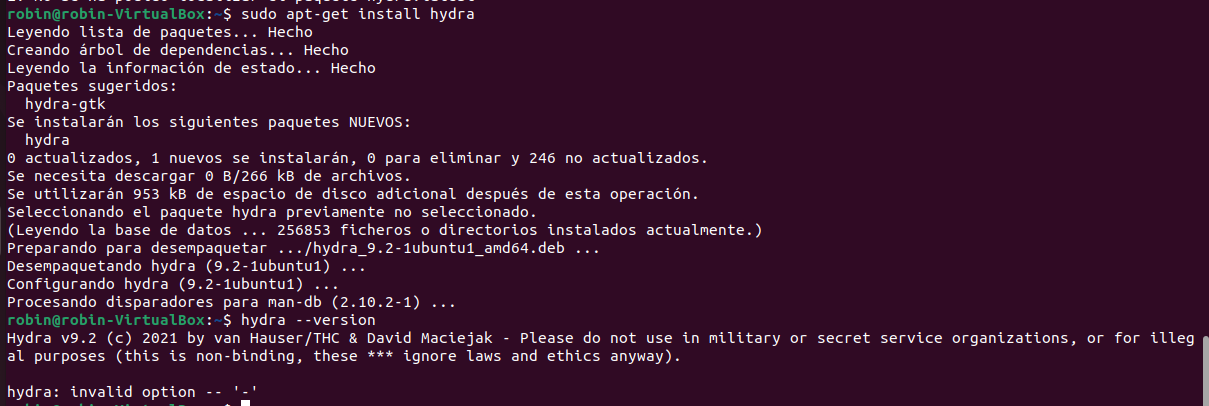 robin@robin-VirtualBox:~$ sudo apt-get install hydra
Leyendo lista de paquetes... Hecho
Creando árbol de dependencias... Hecho
Leyendo la información de estado... Hecho
Paquetes sugeridos:
  hydra-gtk
Se instalarán los siguientes paquetes NUEVOS:
  hydra
0 actualizados, 1 nuevos se instalarán, 0 para eliminar y 246 no actualizados.
Se necesita descargar 0 B/266 kB de archivos.
Se utilizarán 953 kB de espacio de disco adicional después de esta operación.
Seleccionando el paquete hydra previamente no seleccionado.
(Leyendo la base de datos ... 256853 ficheros o directorios instalados actualmente.)
Preparando para desempaquetar .../hydra_9.2-1ubuntu1_amd64.deb ...
Desempaquetando hydra (9.2-1ubuntu1) ...
Configurando hydra (9.2-1ubuntu1) ...
Procesando disparadores para man-db (2.10.2-1) ...
robin@robin-VirtualBox:~$ hydra --version
Hydra v9.2 (c) 2021 by van Hauser/THC & David Maciejak - Please do not use in military or secret service organizations, or for illeg
al purposes (this is non-binding, these *** ignore laws and ethics anyway).

hydra: invalid option -- '-'
robin@robin-VirtualBox:~$